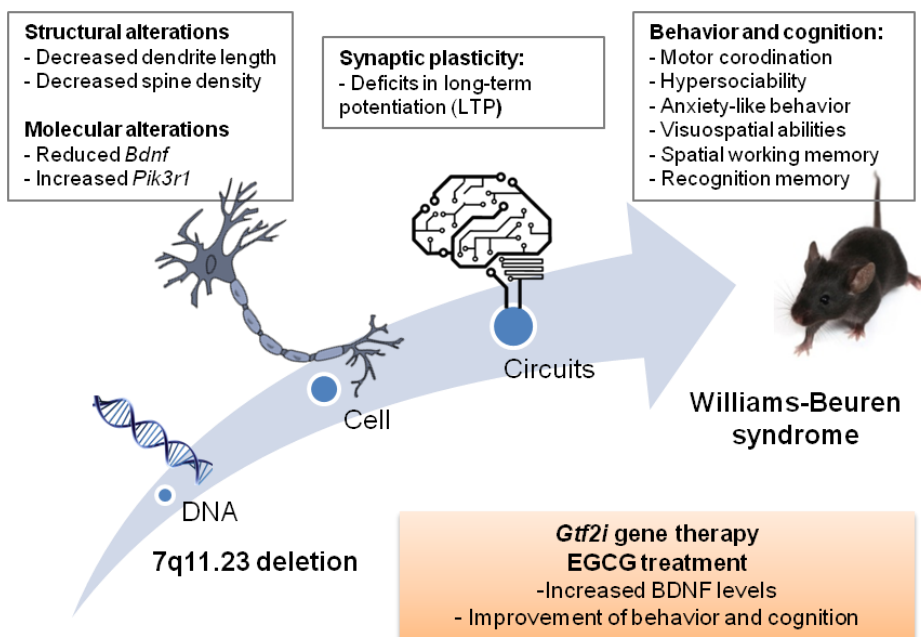 Structural alterations
- Decreased dendrite length
- Decreased spine density
Molecular alterations
- Reduced Bdnf
- Increased Pik3r1
Synaptic plasticity:
- Deficits in long-term
potentiation (LTP)
Behavior and cognition:
- Motor corodination
- Hypersociability
- Anxiety-like behavior
- Visuospatial abilities
- Spatial working memory
- Recognition memory
Circuits
Cell
DNA
7q11.23 deletion
Williams-Beuren
syndrome
Gtf2i gene therapy
EGCG treatment
-Increased BDNF levels
- Improvement of behavior and cognition